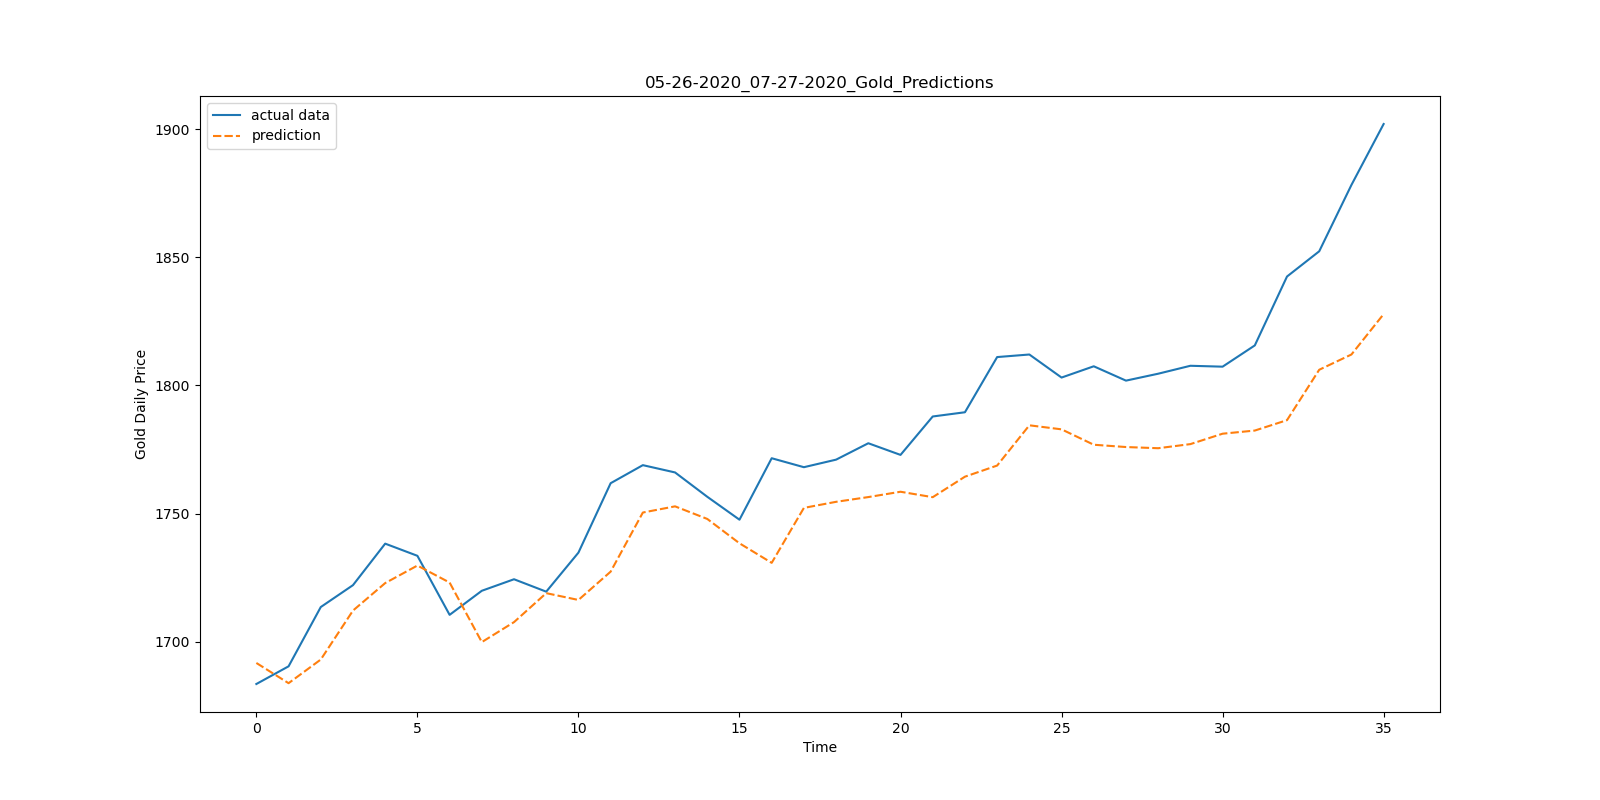 05-26-2020_07-27-2020_Gold_Predictions
actual data
prediction
1900
1850
1800
1750
1700
Gold Daily Price
0 5 10 15 20 25 30 35
Time